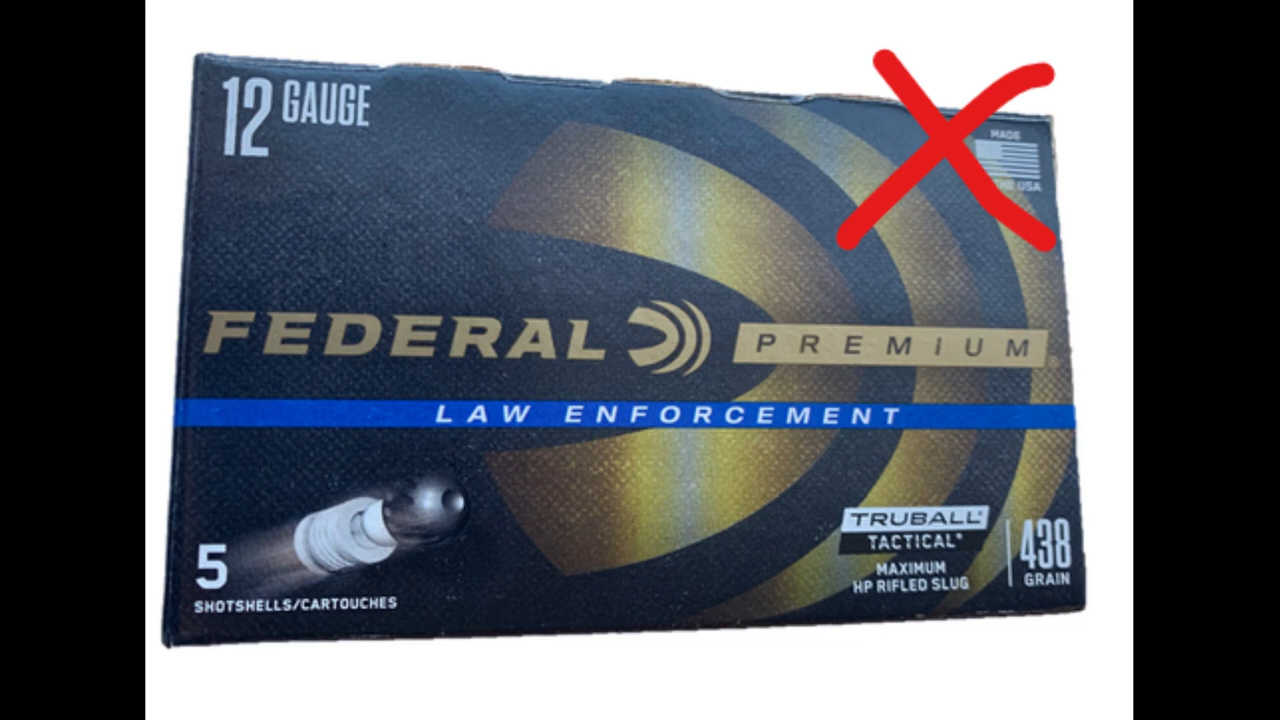 12 GAUGE
MADE
THE USA
FEDERAL PREMIUM
LAW ENFORCEMENT
TRUBALL®
TACTICAL®
MAXIMUM
HP RIFLED SLUG
438
GRAIN
5
SHOTSHELLS/CARTOUCHES